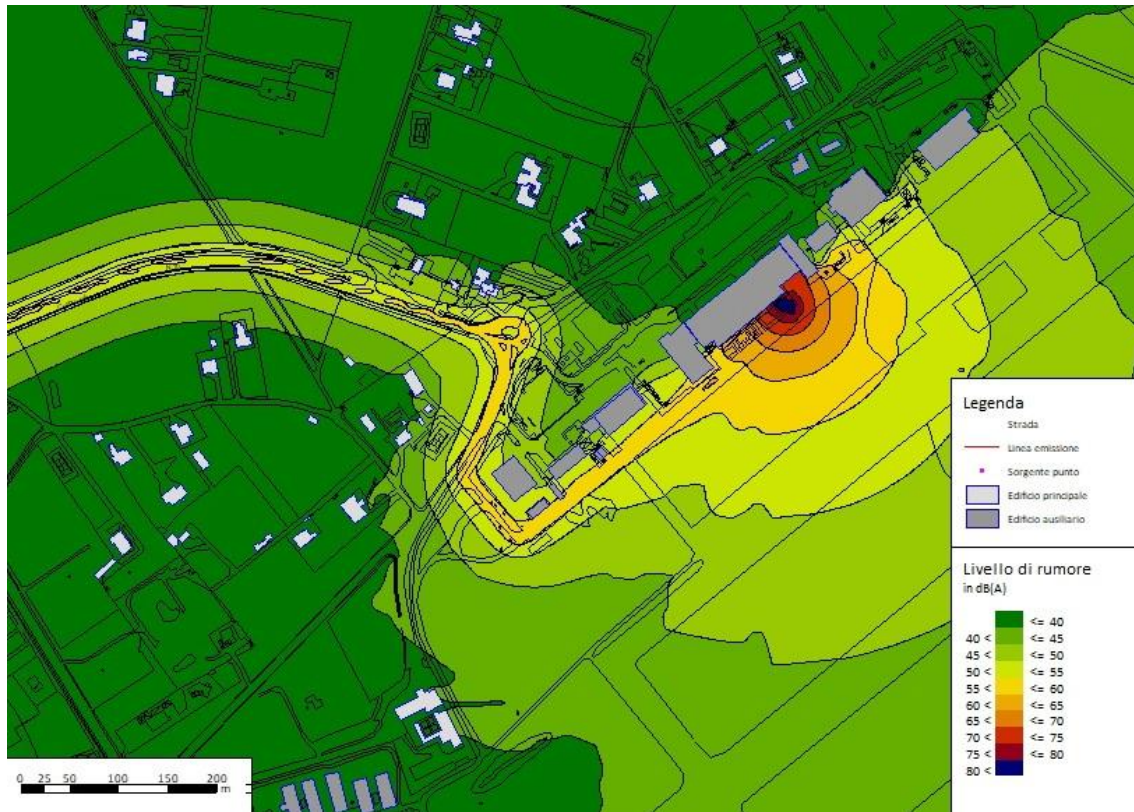 Legenda
Strada
Linea emissione
Sorgente punto
Edificio principale
Edificio ausiliario
Livello di rumore
in dB(A)
<= 40
40 < <= 45
45 < <= 50
50 < <= 55
55 < <= 60
60 < <= 65
65 < <= 70
70 < <= 75
75 < <= 80
80 <
0 25 50 100 150 200
m